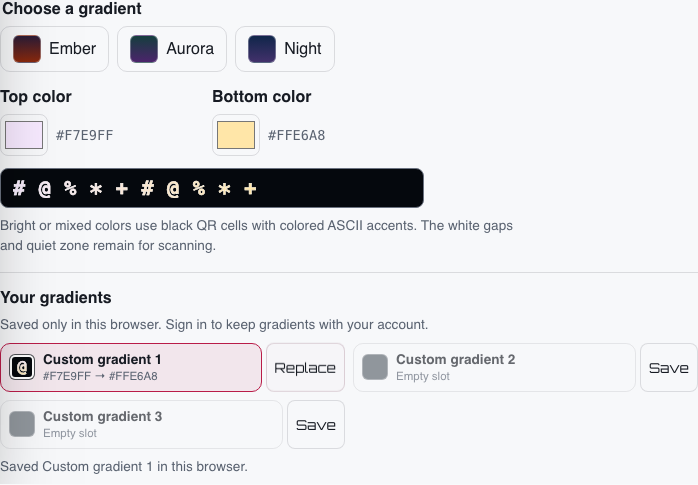 Choose a gradient
Ember Aurora Night
Top color Bottom color
#F7E9FF #FFE6A8
# @ % * + # @ % * +
Bright or mixed colors use black QR cells with colored ASCII accents. The white gaps
and quiet zone remain for scanning.
Your gradients
Saved only in this browser. Sign in to keep gradients with your account.
@ Custom gradient 1 Replace Custom gradient 2 Save
#F7E9FF → #FFE6A8 Empty slot
Custom gradient 3 Save
Empty slot
Saved Custom gradient 1 in this browser.